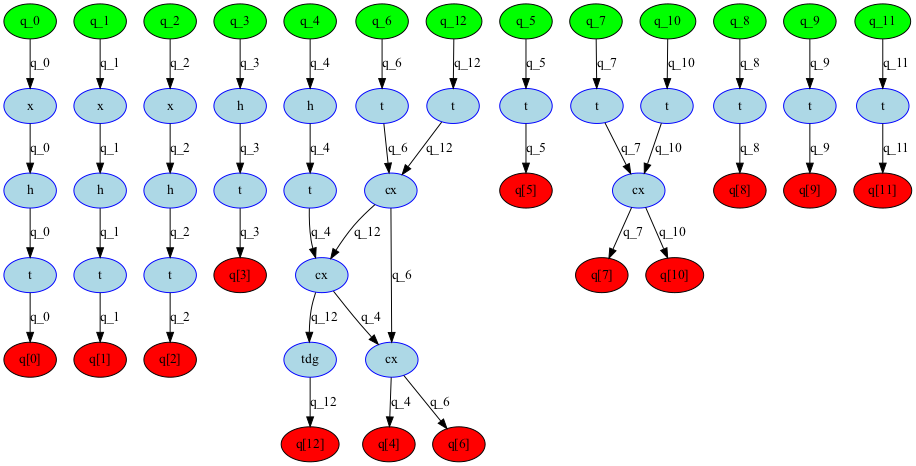 q_0 q_1 q_2 q_3 q_4 q_6 q_12 q_5 q_7 q_10 q_8 q_9 q_11
q_0 q_1 q_2 q_3 q_4 q_6 q_12 q_5 q_7 q_10 q_8 q_9 q_11
x x x h h t t t t t t t t
q_0 q_1 q_2 q_3 q_4 q_6 q_12 q_5 q_7 q_10 q_8 q_9 q_11
h h h t t cx q[5] cx q[8] q[9] q[11]
q_0 q_1 q_2 q_3 q_4 q_12 q_7 q_10
t t t q[3] cx q_6 q[7] q[10]
q_0 q_1 q_2 q_12 q_4
q[0] q[1] q[2] tdg cx
q_12 q_4 q_6
q[12] q[4] q[6]